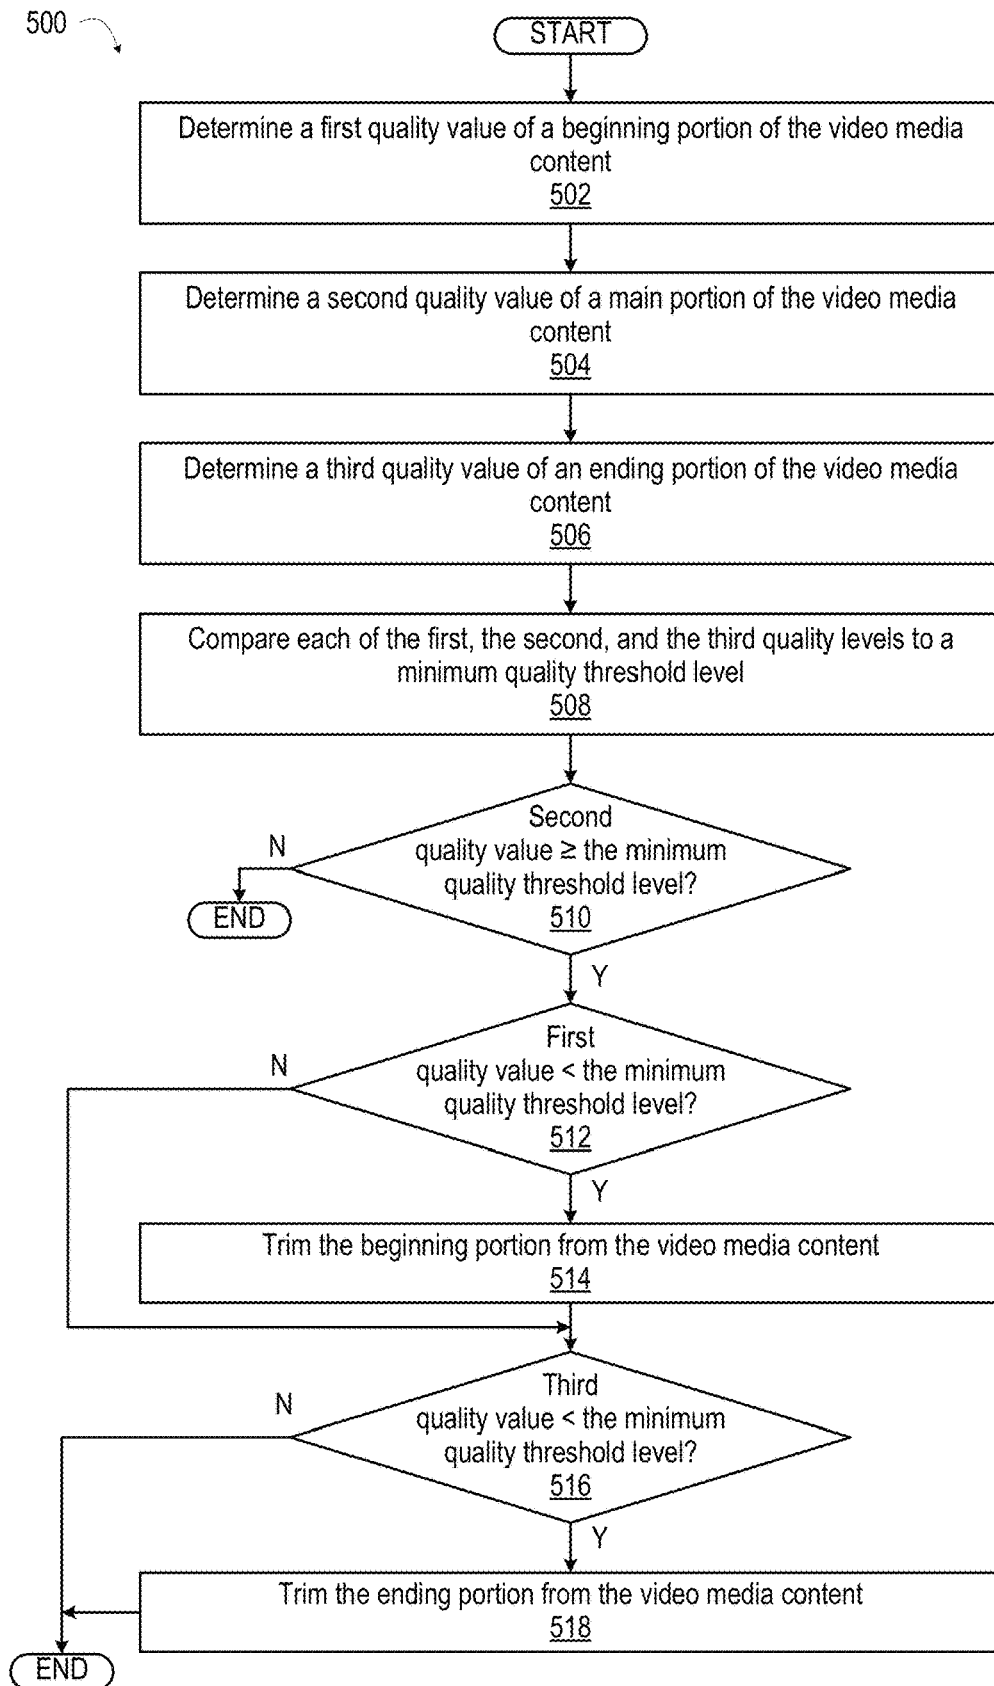 500
START
Determine a first quality value of a beginning portion of the video media
content
502
Determine a second quality value of a main portion of the video media
content
504
Determine a third quality value of an ending portion of the video media
content
506
Compare each of the first, the second, and the third quality levels to a
minimum quality threshold level
508
Second
quality value ≥ the minimum
quality threshold level?
510
N
END
Y
First
quality value < the minimum
quality threshold level?
512
N
Y
Trim the beginning portion from the video media content
514
Third
quality value < the minimum
quality threshold level?
516
N
Y
Trim the ending portion from the video media content
518
END